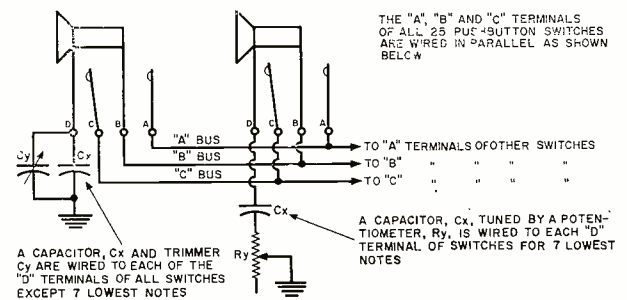 THE "A", "B" AND "C" TERMINALS
OF ALL 25 PUSHBUTTON SWITCHES
ARE WIRED IN PARALLEL AS SHOWN
BELOW
D C B A D C B A
"A" BUS TO "A" TERMINALS OF OTHER SWITCHES
"B" BUS TO "B" " " " "
"C" BUS TO "C" " " " "
Cy Cx
Cx
Ry
A CAPACITOR, Cx, TUNED BY A POTEN-
TIOMETER, Ry, IS WIRED TO EACH "D"
TERMINAL OF SWITCHES FOR 7 LOWEST
NOTES
A CAPACITOR, Cx AND TRIMMER
Cy ARE WIRED TO EACH OF THE
"D" TERMINALS OF ALL SWITCHES
EXCEPT 7 LOWEST NOTES